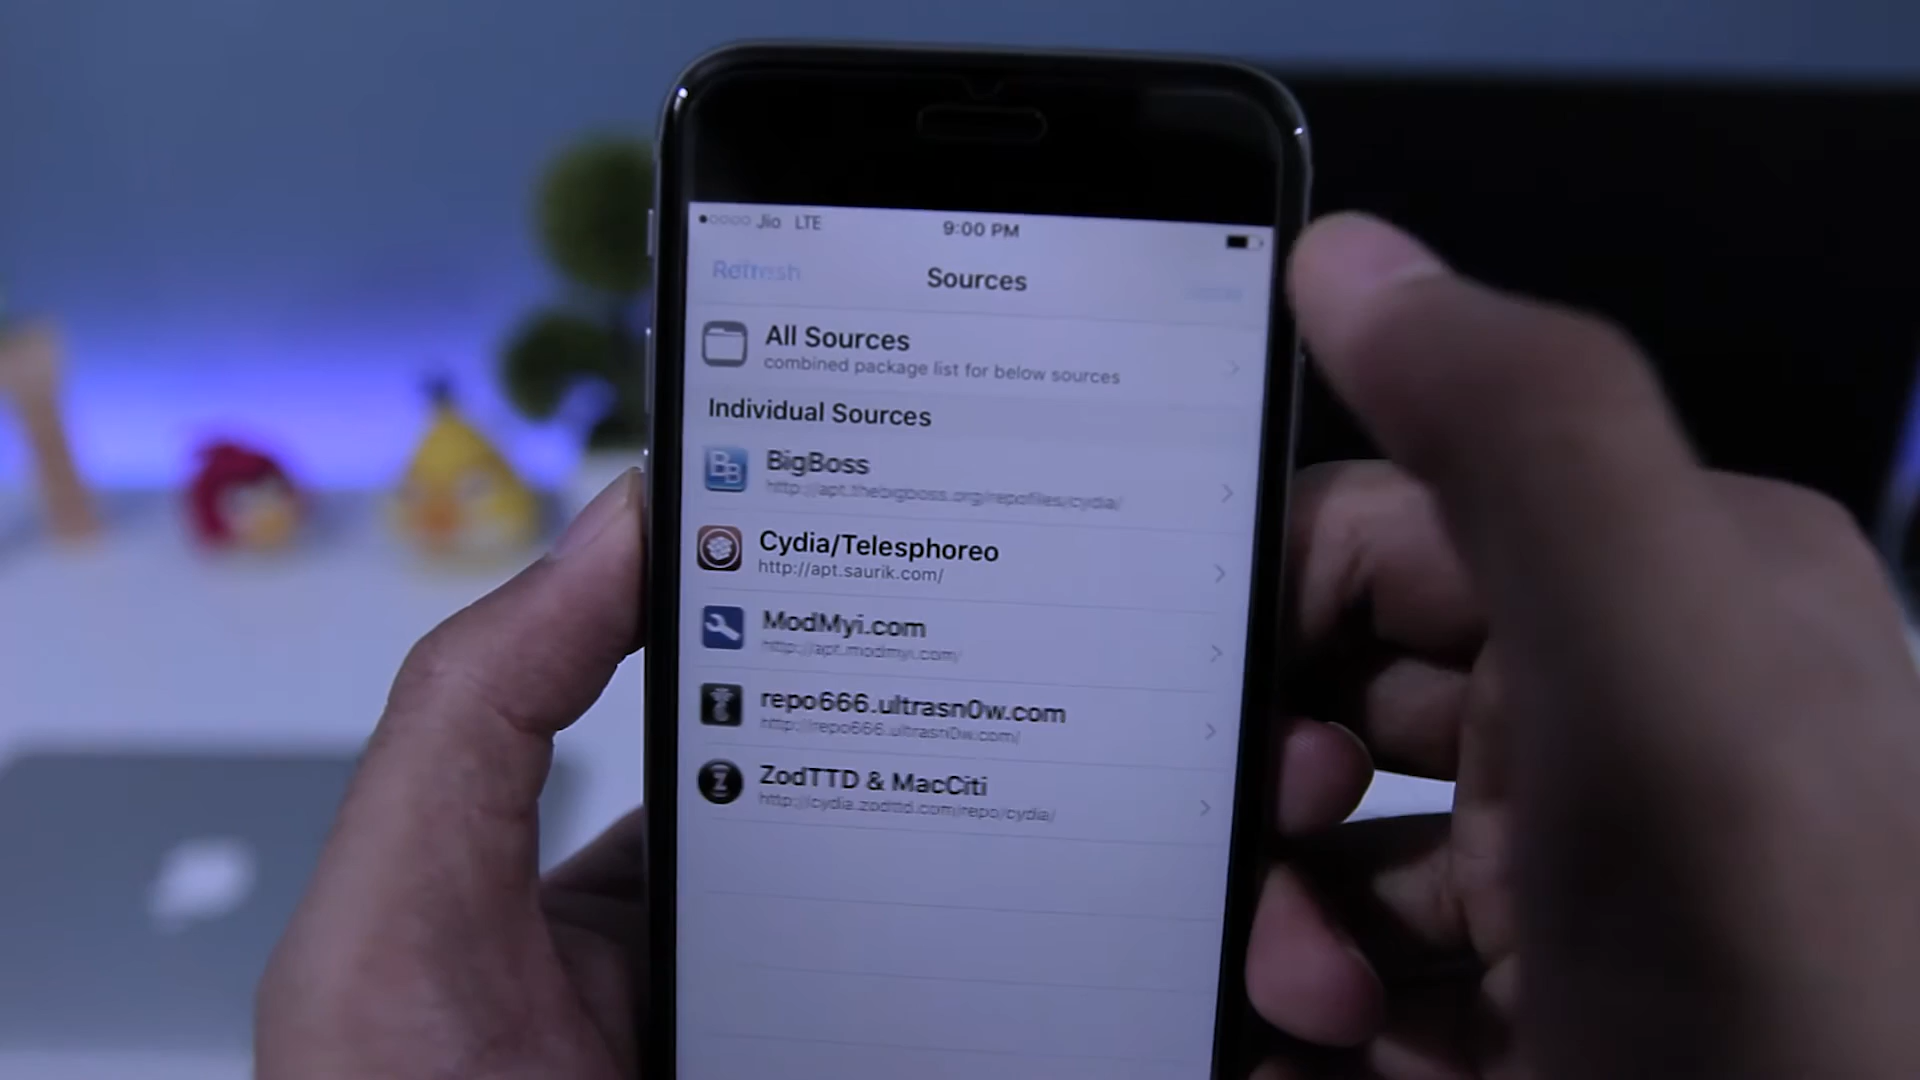 Jio LTE 9:00 PM
Refresh Sources
All Sources
combined package list for below sources
Individual Sources
BB BigBoss
http://apt.thebigboss.org/repofiles/cydia/
Cydia/Telesphoreo
http://apt.saurik.com/
ModMyi.com
http://apt.modmyi.com/
repo666.ultrasn0w.com
http://repo666.ultrasn0w.com/
Z ZodTTD & MacCiti
http://cydia.zodttd.com/repo/cydia/